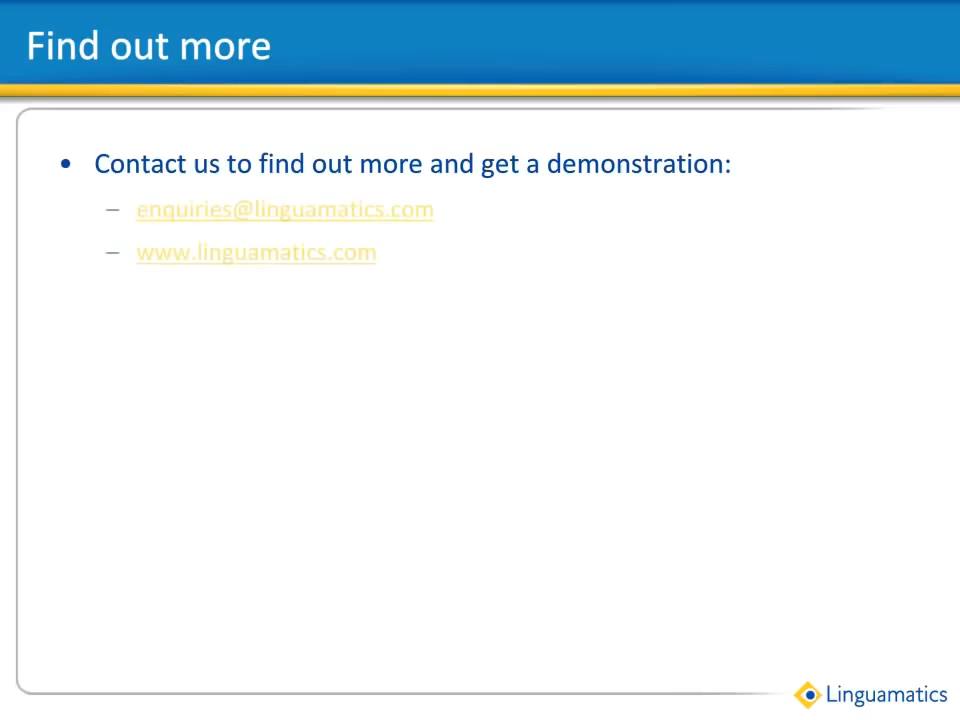 Find out more
• Contact us to find out more and get a demonstration:
– enquiries@linguamatics.com
– www.linguamatics.com
Linguamatics